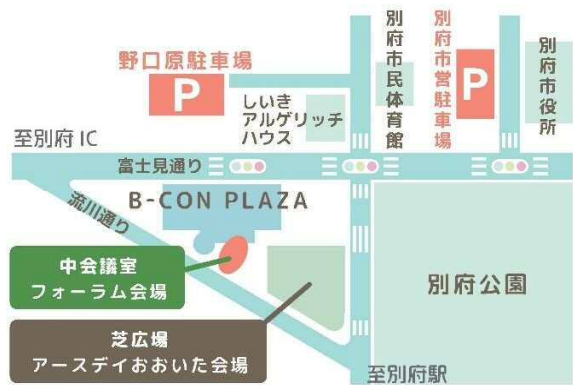 野口原駐車場
P
しいき
アルゲリッチ
ハウス
別府市民体育館
別府市営駐車場
P
別府市役所
至別府 IC
富士見通り
流川通り
B-CON PLAZA
中会議室
フォーラム会場
芝広場
アースデイおおいた会場
別府公園
至別府駅